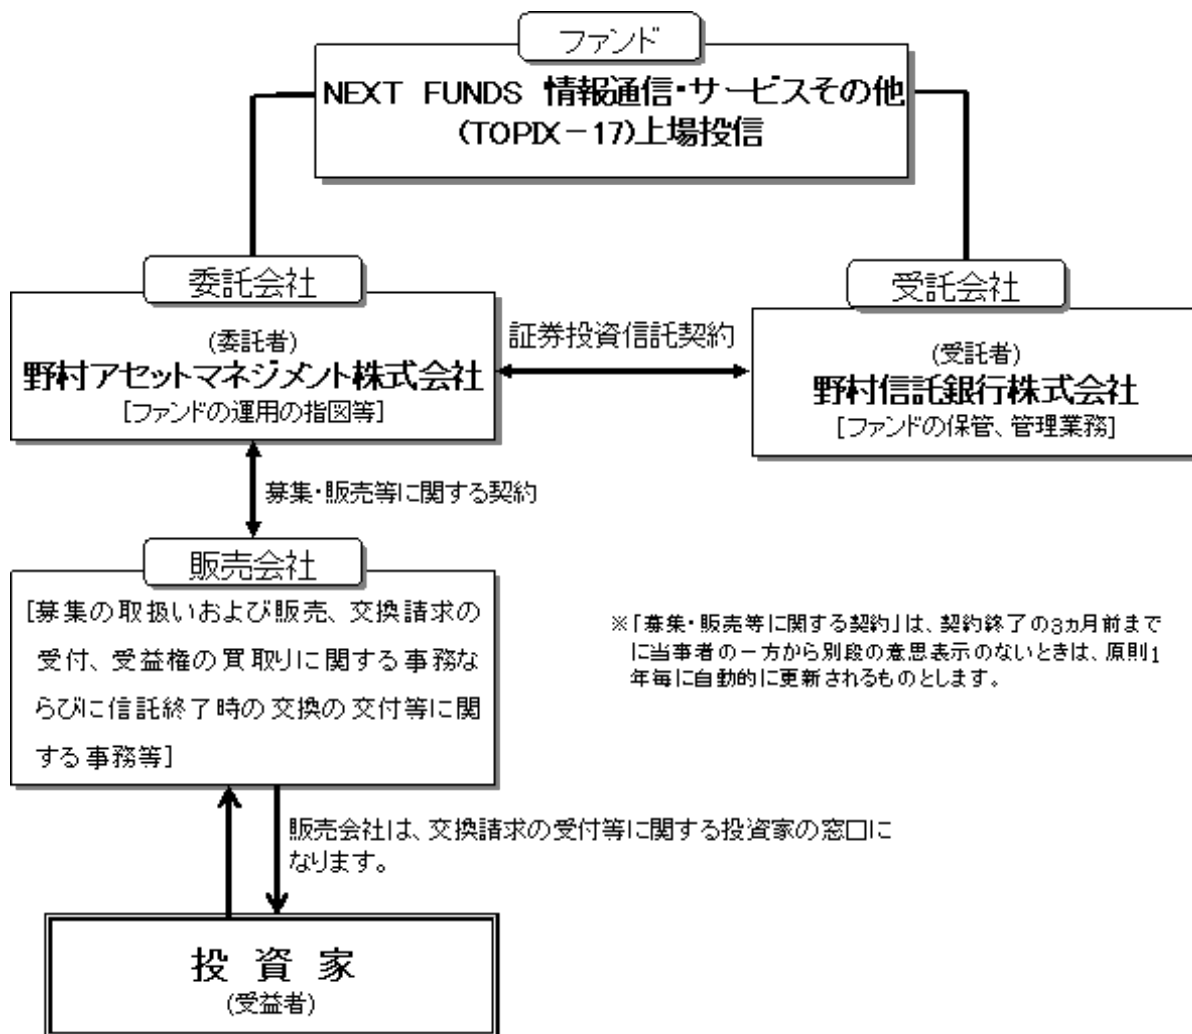 ファンド
NEXT FUNDS 情報通信・サービスその他
(TOPIX－17)上場投信
委託会社
(委託者)
野村アセットマネジメント株式会社
[ファンドの運用の指図等]
証券投資信託契約
受託会社
(受託者)
野村信託銀行株式会社
[ファンドの保管、管理業務]
募集・販売等に関する契約
販売会社
[募集の取扱いおよび販売、交換請求の
受付、受益権の買取りに関する事務な
らびに信託終了時の交換の交付等に関
する事務等]
※「募集・販売等に関する契約」は、契約終了の3ヵ月前まで
に当事者の一方から別段の意思表示のないときは、原則1
年毎に自動的に更新されるものとします。
販売会社は、交換請求の受付等に関する投資家の窓口に
なります。
投 資 家
(受益者)